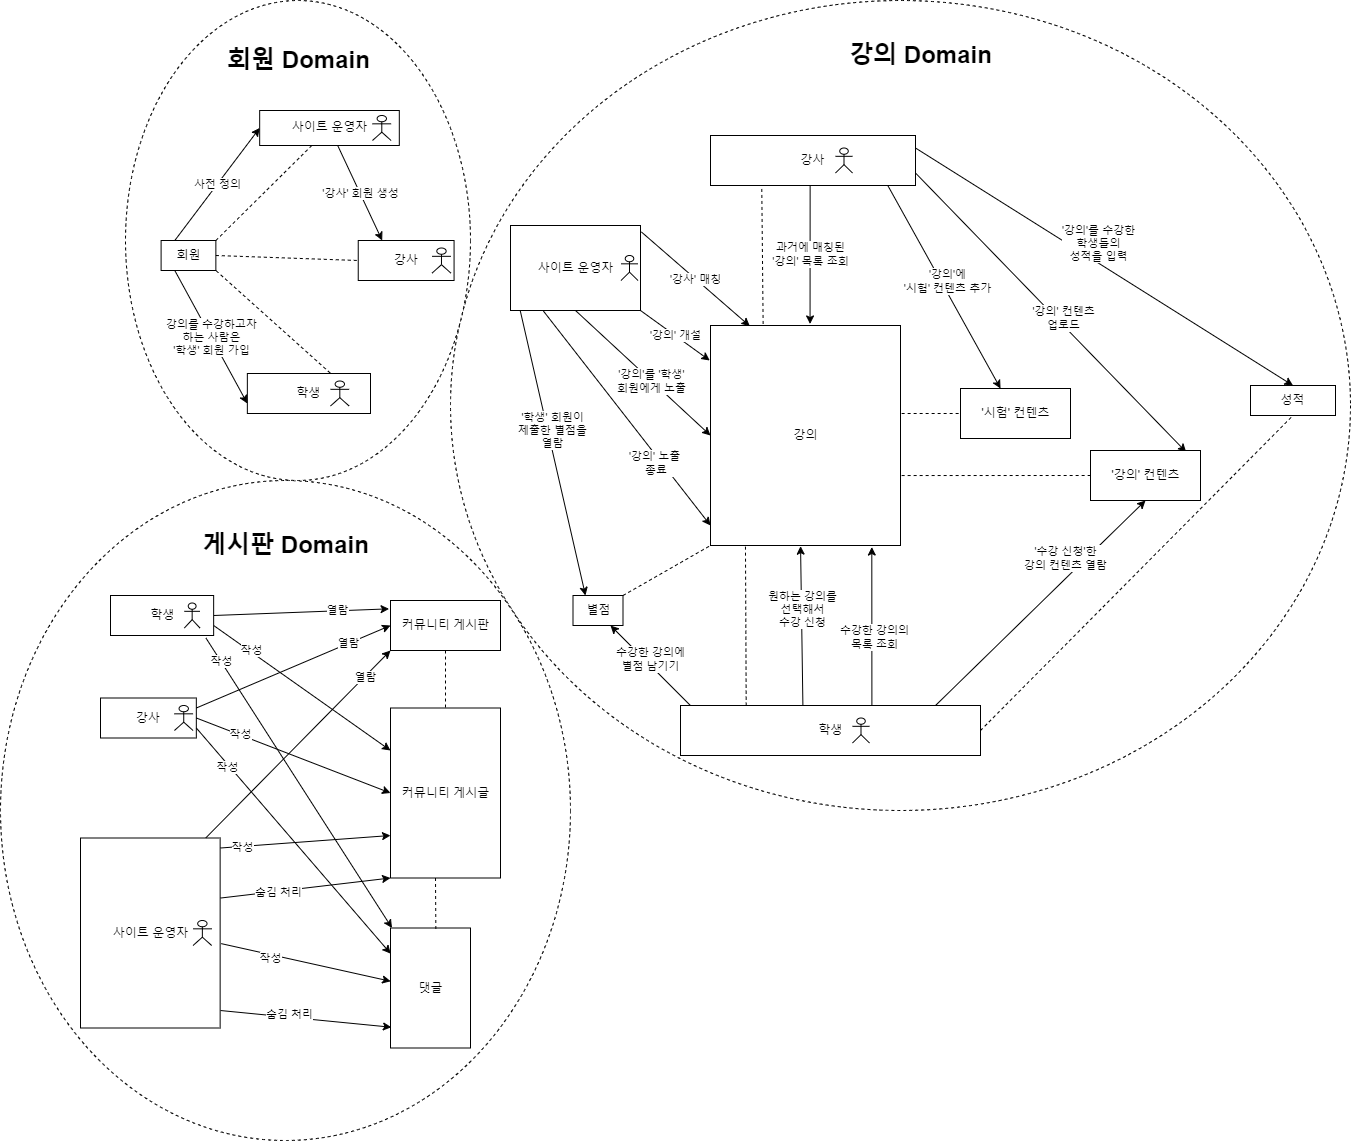 회원 Domain
사이트 운영자
사전 정의
'강사' 회원 생성
회원
강사
강의를 수강하고자
하는 사람은
'학생' 회원 가입
학생
강의 Domain
강사
사이트 운영자
과거에 매칭된
'강의' 목록 조회
'강의'를 수강한
학생들의
성적을 입력
'강사' 매칭
'강의'에
'시험' 컨텐츠 추가
'강의' 컨텐츠
업로드
'강의' 개설
'강의'를 '학생'
회원에게 노출
'학생' 회원이
제출한 별점을
열람
'강의' 노출
종료
강의
'시험' 컨텐츠
성적
'강의' 컨텐츠
'수강 신청'한
강의 컨텐츠 열람
별점
원하는 강의를
선택해서
수강 신청
수강한 강의의
목록 조회
수강한 강의에
별점 남기기
학생
게시판 Domain
학생
열람
커뮤니티 게시판
작성
열람
작성
열람
강사
작성
작성
커뮤니티 게시글
작성
숨김 처리
사이트 운영자
작성
댓글
숨김 처리